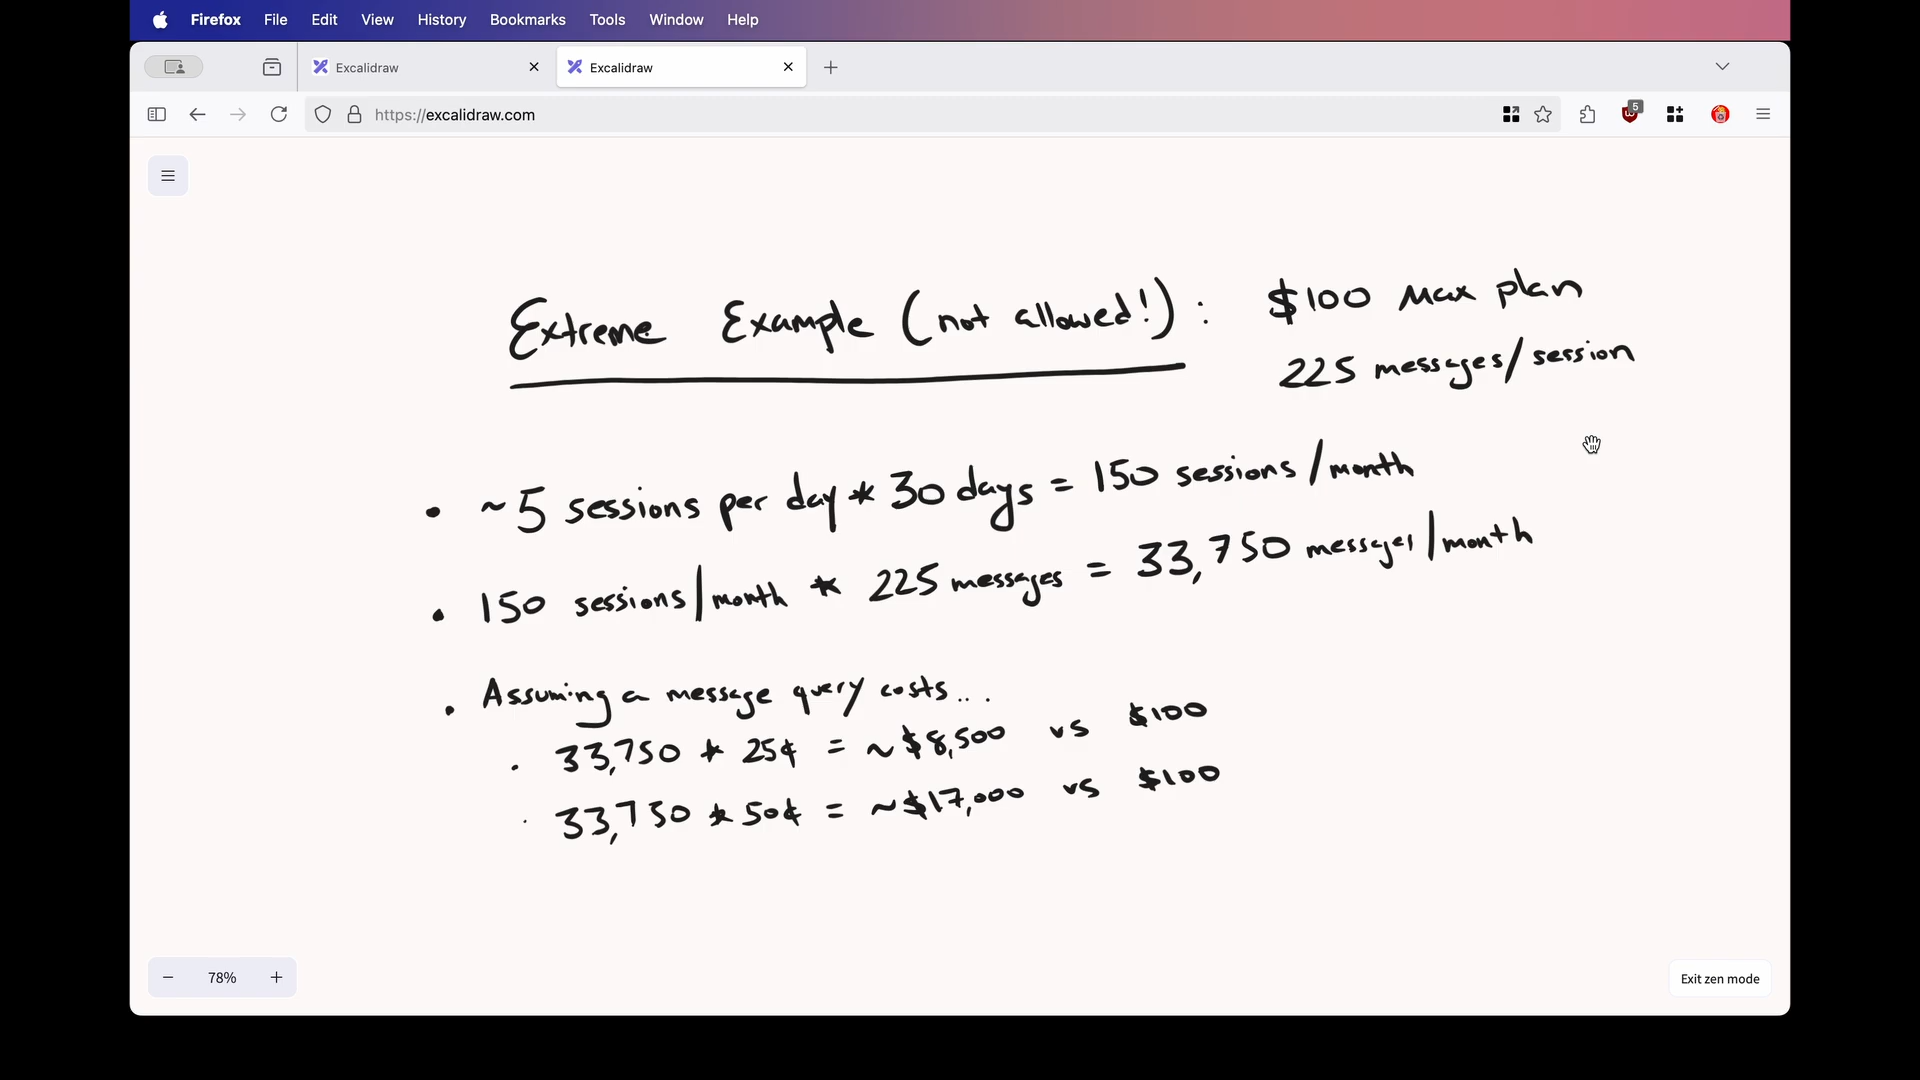 Firefox File Edit View History Bookmarks Tools Window Help
Excalidraw
Excalidraw
https://excalidraw.com
5
Extreme Example (not allowed!) : $100 Max plan
225 messages/session
• ~5 sessions per day * 30 days = 150 sessions/month
• 150 sessions/month * 225 messages = 33,750 messages/month
• Assuming a message query costs...
• 33,750 * 25¢ = ~$8,500 vs $100
• 33,750 * 50¢ = ~$17,000 vs $100
78%
Exit zen mode